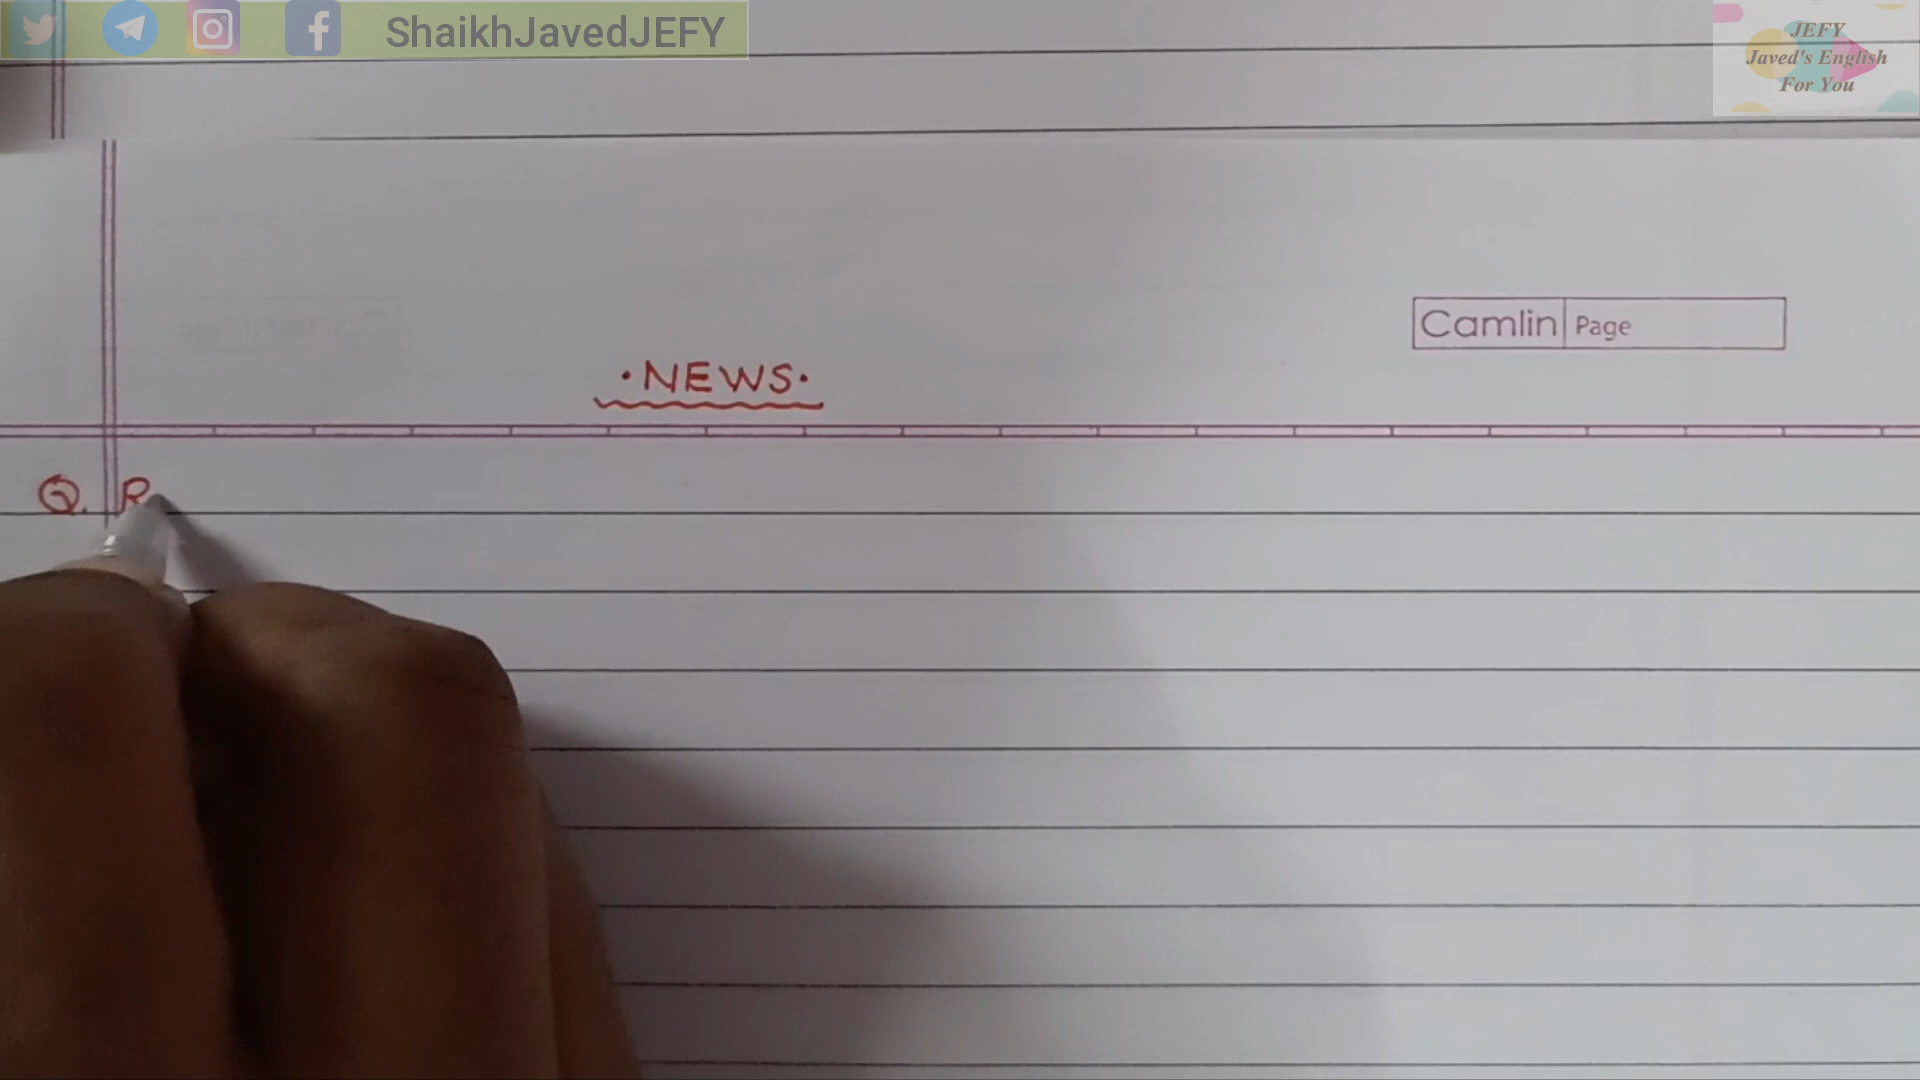 ShaikhJavedJEFY
JEFY
Javed's English
For You
Camlin Page
·NEWS·
Q. R